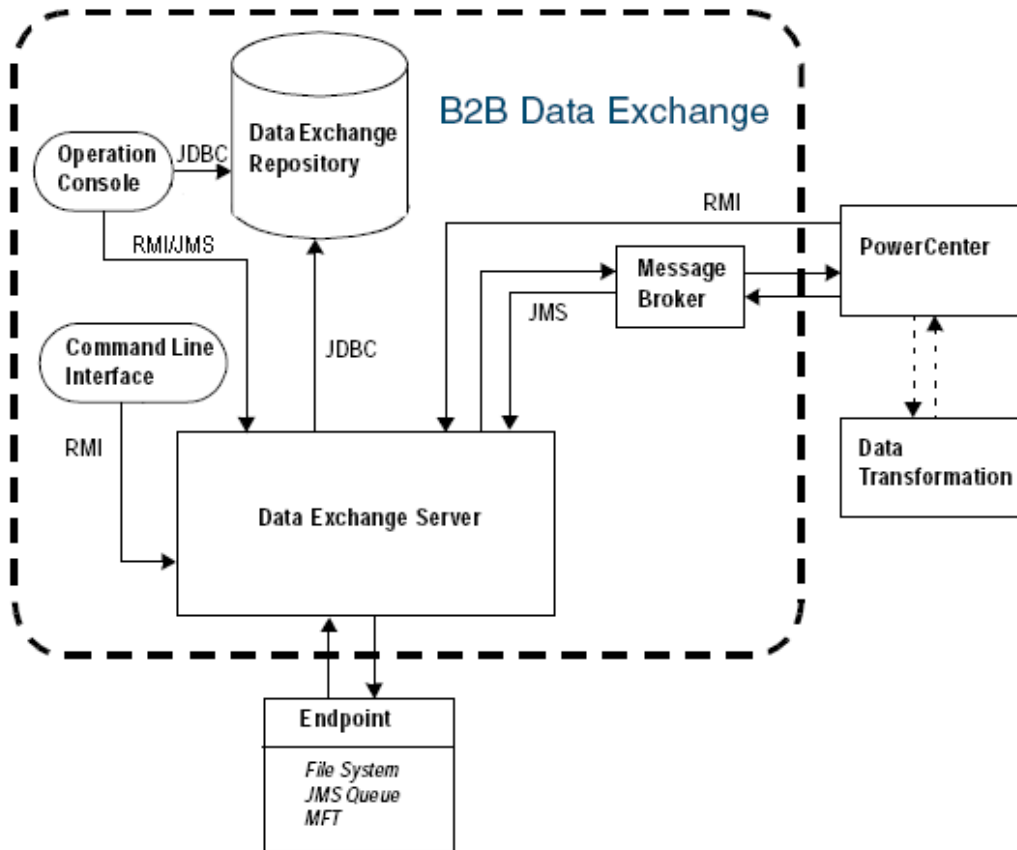 B2B Data Exchange
Data Exchange
Repository
Operation
Console
JDBC
RMI/JMS
RMI
PowerCenter
Message
Broker
JMS
JDBC
Command Line
Interface
RMI
Data
Transformation
Data Exchange Server
Endpoint
File System
JMS Queue
MFT